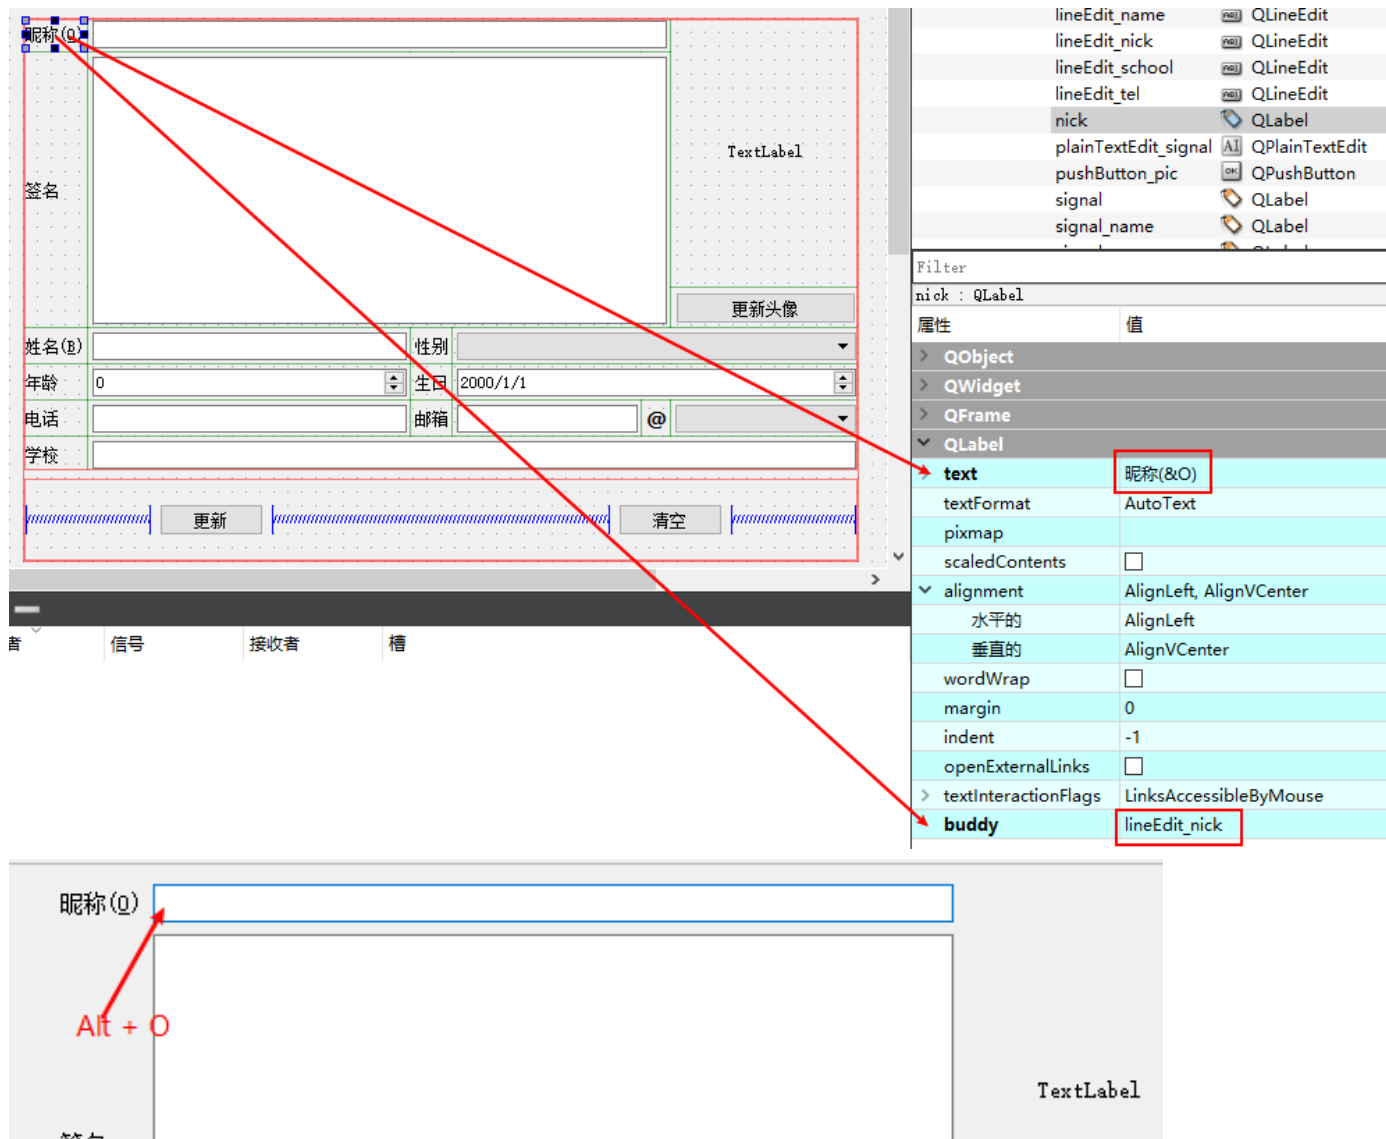 昵称(O)
签名
TextLabel
更新头像
姓名(B)
性别
年龄
0
生日
2000/1/1
电话
邮箱
@
学校
更新
清空
信号
接收者
槽
lineEdit_name QLineEdit
lineEdit_nick QLineEdit
lineEdit_school QLineEdit
lineEdit_tel QLineEdit
nick QLabel
plainTextEdit_signal AI QPlainTextEdit
pushButton_pic OK QPushButton
signal QLabel
signal_name QLabel
Filter
nick : QLabel
属性 值
QObject
QWidget
QFrame
QLabel
text 昵称(&O)
textFormat AutoText
pixmap
scaledContents
alignment AlignLeft, AlignVCenter
水平的 AlignLeft
垂直的 AlignVCenter
wordWrap
margin 0
indent -1
openExternalLinks
textInteractionFlags LinksAccessibleByMouse
buddy lineEdit_nick
昵称(O)
Alt + O
TextLabel